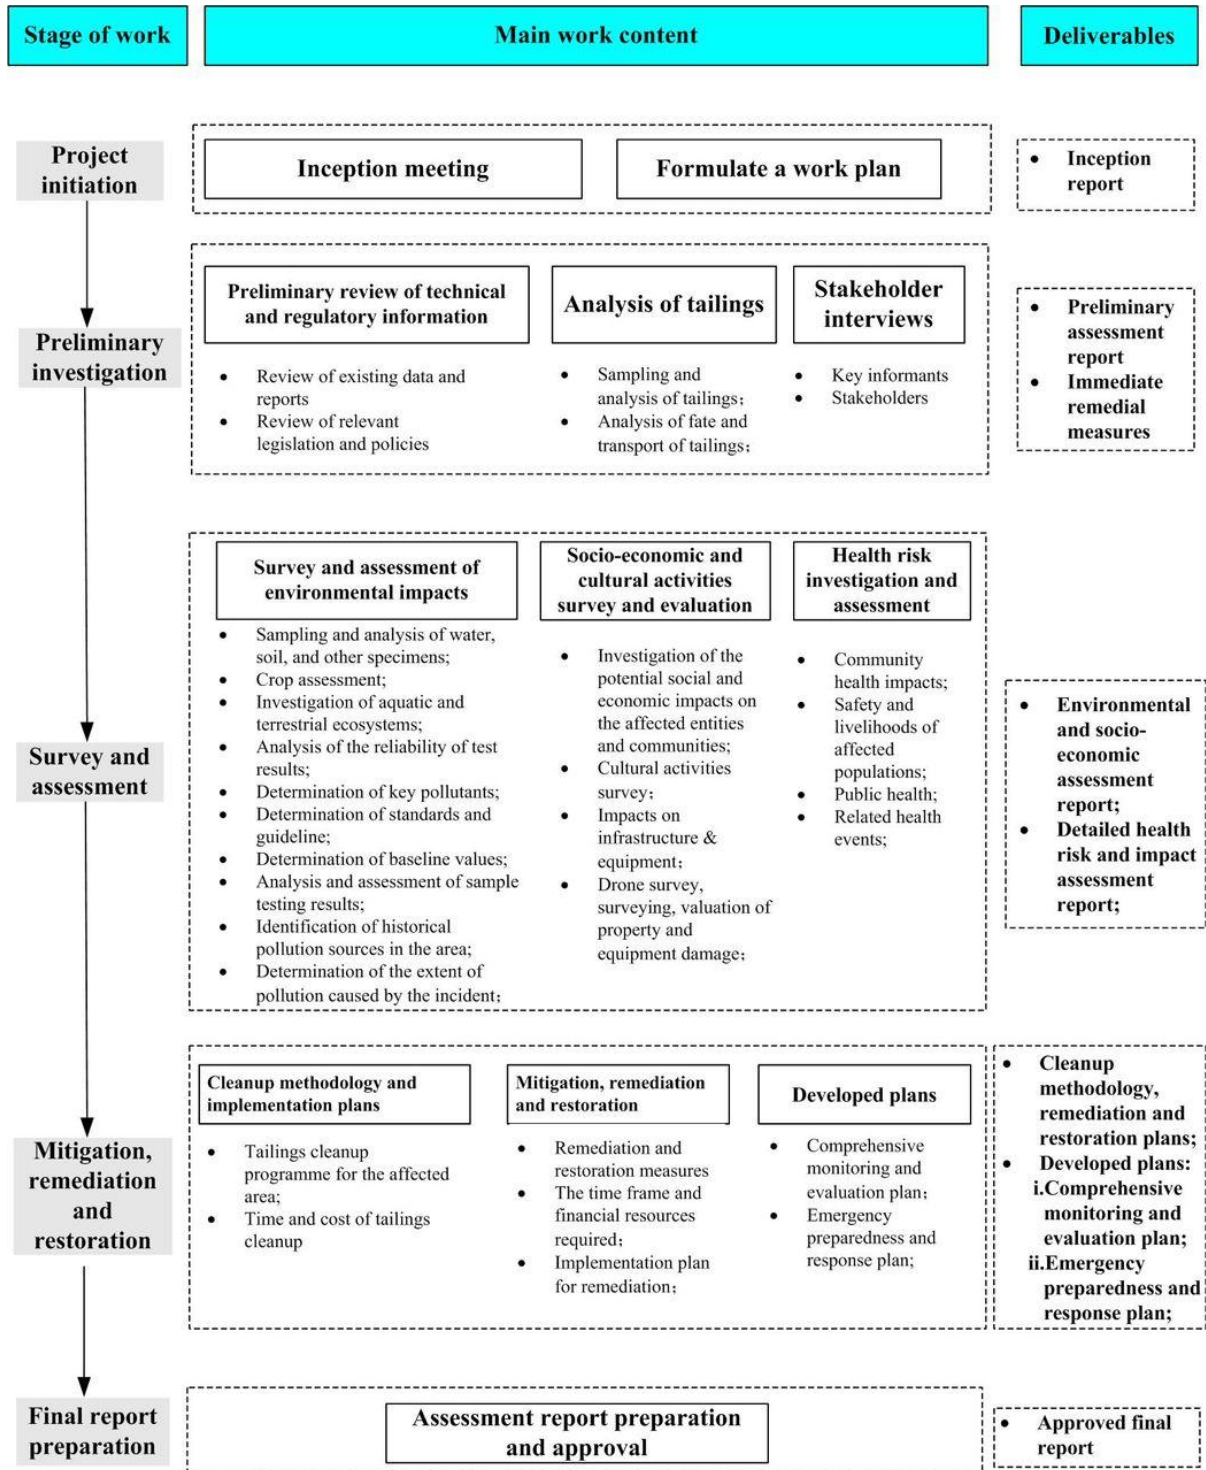 Stage of work
Main work content
Deliverables
Project
initiation
Inception meeting
Formulate a work plan
• Inception
report
Preliminary
investigation
Preliminary review of technical
and regulatory information
• Review of existing data and
reports
• Review of relevant
legislation and policies
Analysis of tailings
• Sampling and
analysis of tailings;
• Analysis of fate and
transport of tailings;
Stakeholder
interviews
• Key informants
• Stakeholders
• Preliminary
assessment
report
• Immediate
remedial
measures
Survey and
assessment
Survey and assessment of
environmental impacts
• Sampling and analysis of water,
soil, and other specimens;
• Crop assessment;
• Investigation of aquatic and
terrestrial ecosystems;
• Analysis of the reliability of test
results;
• Determination of key pollutants;
• Determination of standards and
guideline;
• Determination of baseline values;
• Analysis and assessment of sample
testing results;
• Identification of historical
pollution sources in the area;
• Determination of the extent of
pollution caused by the incident;
Socio-economic and
cultural activities
survey and evaluation
• Investigation of the
potential social and
economic impacts on
the affected entities
and communities;
• Cultural activities
survey;
• Impacts on
infrastructure &
equipment;
• Drone survey,
surveying, valuation of
property and
equipment damage;
Health risk
investigation and
assessment
• Community
health impacts;
• Safety and
livelihoods of
affected
populations;
• Public health;
• Related health
events;
• Environmental
and socio-
economic
assessment
report;
• Detailed health
risk and impact
assessment
report;
Mitigation,
remediation
and
restoration
Cleanup methodology and
implementation plans
• Tailings cleanup
programme for the affected
area;
• Time and cost of tailings
cleanup
Mitigation, remediation
and restoration
• Remediation and
restoration measures
• The time frame and
financial resources
required;
• Implementation plan
for remediation;
Developed plans
• Comprehensive
monitoring and
evaluation plan;
• Emergency
preparedness and
response plan;
• Cleanup
methodology,
remediation and
restoration plans;
• Developed plans:
i.Comprehensive
monitoring and
evaluation plan;
ii.Emergency
preparedness and
response plan;
Final report
preparation
Assessment report preparation
and approval
• Approved final
report